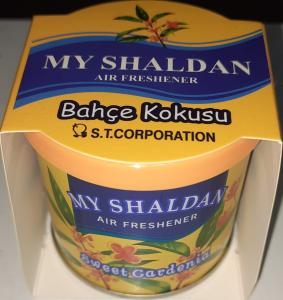 MY SHALDAN
AIR FRESHENER
Bahçe Kokusu
S.T.CORPORATION
MY SHALDAN
AIR FRESHENER
Sweet Gardenia